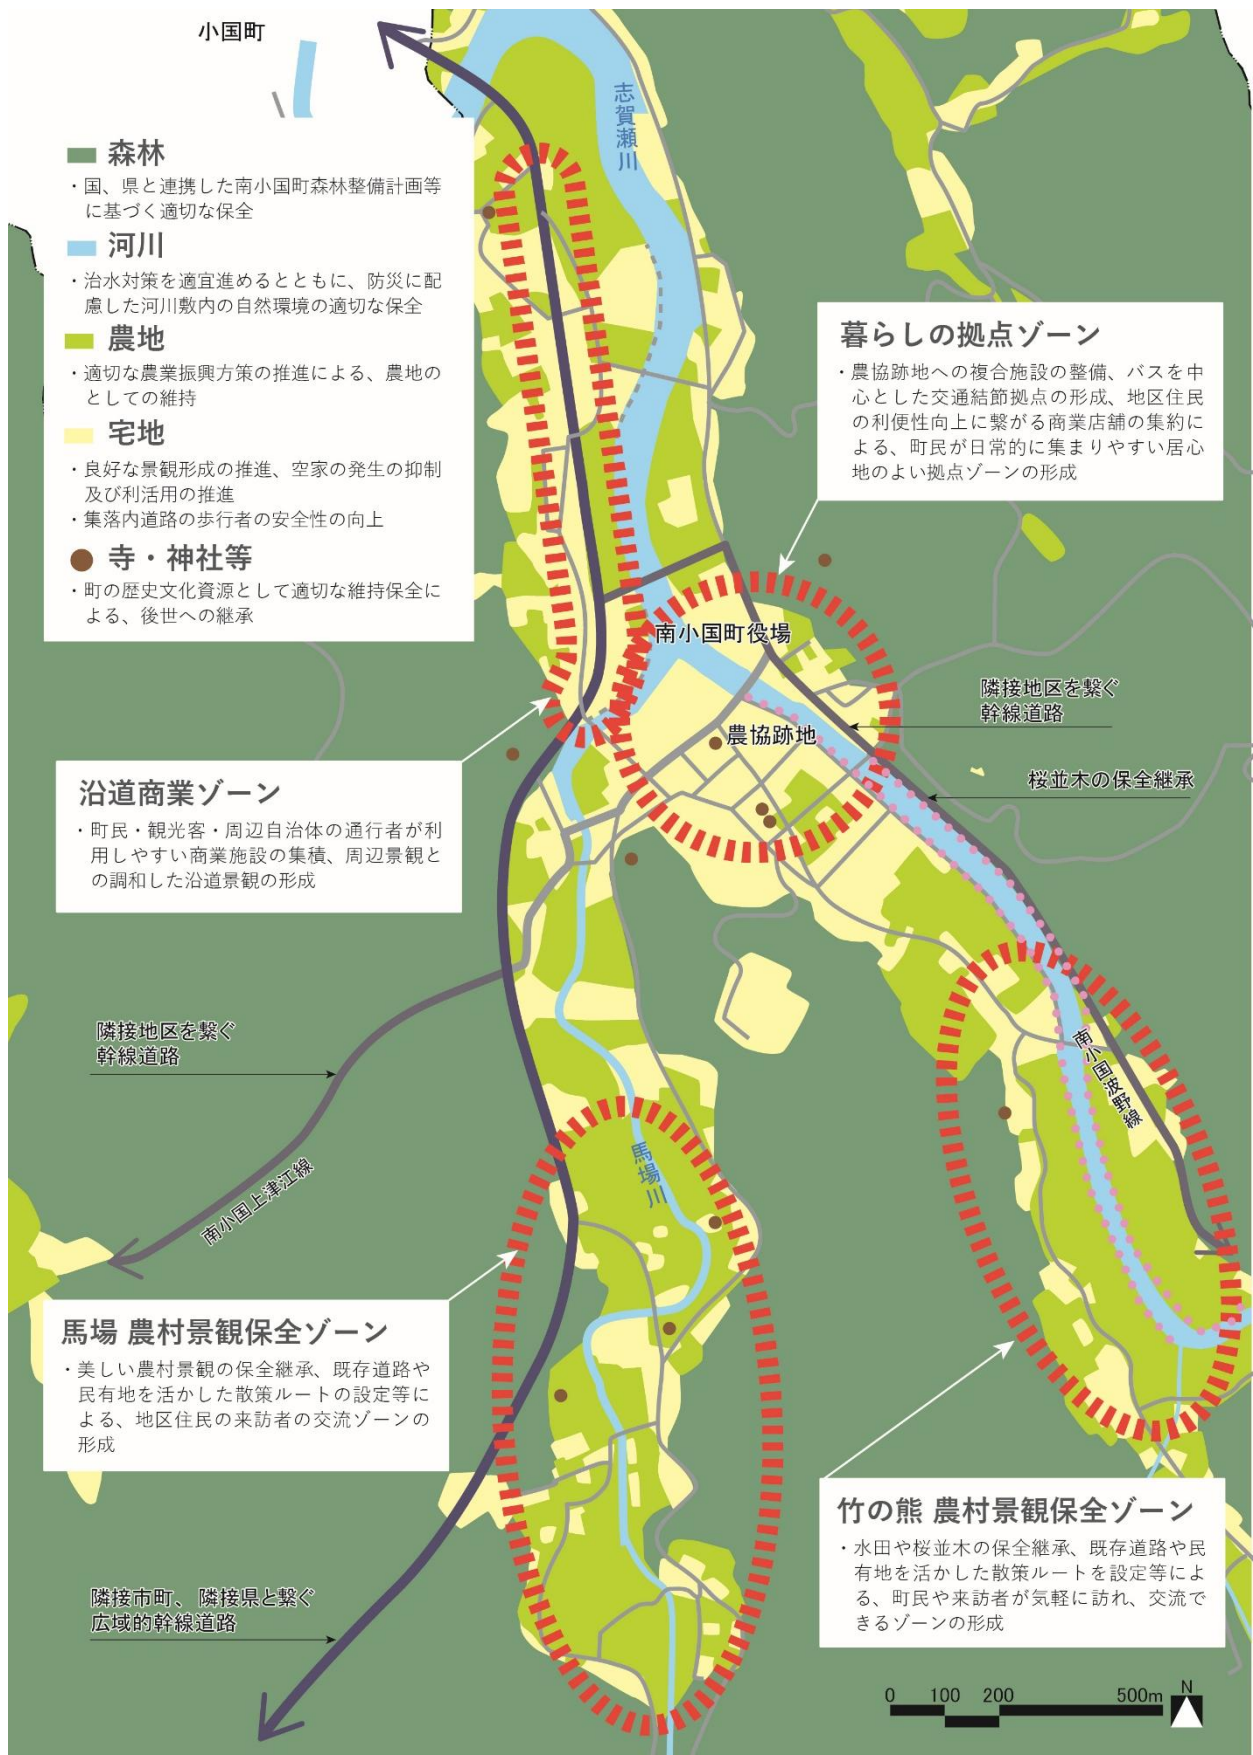 小国町
志賀瀬川
森林
・国、県と連携した南小国町森林整備計画等
に基づく適切な保全
河川
・治水対策を適宜進めるとともに、防災に配
慮した河川敷内の自然環境の適切な保全
農地
・適切な農業振興方策の推進による、農地の
としての維持
宅地
・良好な景観形成の推進、空家の発生の抑制
及び利活用の推進
・集落内道路の歩行者の安全性の向上
寺・神社等
・町の歴史文化資源として適切な維持保全に
よる、後世への継承
暮らしの拠点ゾーン
・農協跡地への複合施設の整備、バスを中
心とした交通結節拠点の形成、地区住民
の利便性向上に繋がる商業店舗の集約に
よる、町民が日常的に集まりやすい居心
地のよい拠点ゾーンの形成
南小国町役場
隣接地区を繋ぐ
幹線道路
農協跡地
桜並木の保全継承
沿道商業ゾーン
・町民・観光客・周辺自治体の通行者が利
用しやすい商業施設の集積、周辺景観と
の調和した沿道景観の形成
隣接地区を繋ぐ
幹線道路
南小国波野線
馬場川
南小国上津江線
馬場 農村景観保全ゾーン
・美しい農村景観の保全継承、既存道路や
民有地を活かした散策ルートの設定等に
よる、地区住民の来訪者の交流ゾーンの
形成
竹の熊 農村景観保全ゾーン
・水田や桜並木の保全継承、既存道路や民
有地を活かした散策ルートを設定等によ
る、町民や来訪者が気軽に訪れ、交流で
きるゾーンの形成
隣接市町、隣接県と繋ぐ
広域的幹線道路
0 100 200 500m N